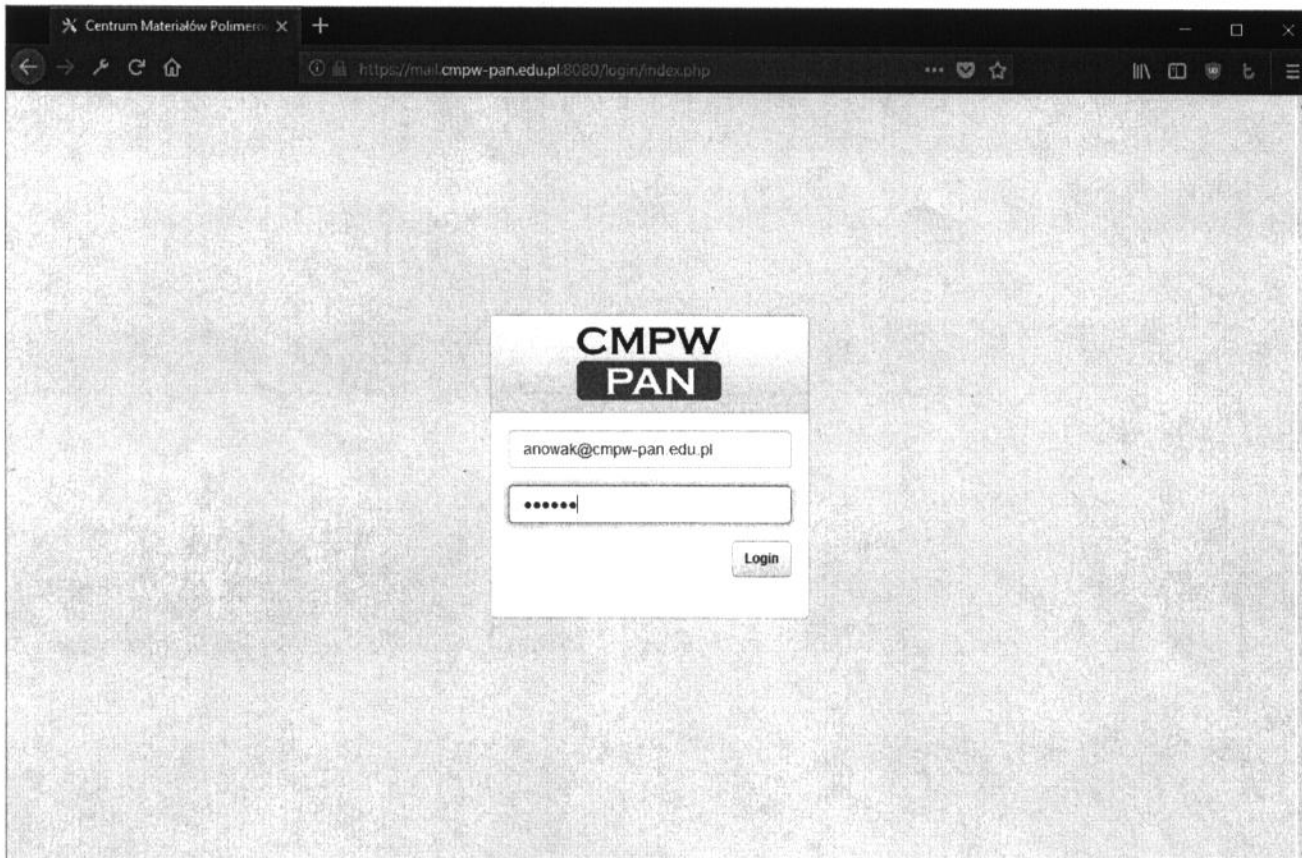 Centrum Materiałów Polimero
https://mail.cmpw-pan.edu.pl:8080/login/index.php
CMPW
PAN
anowak@cmpw-pan.edu.pl
••••••
Login